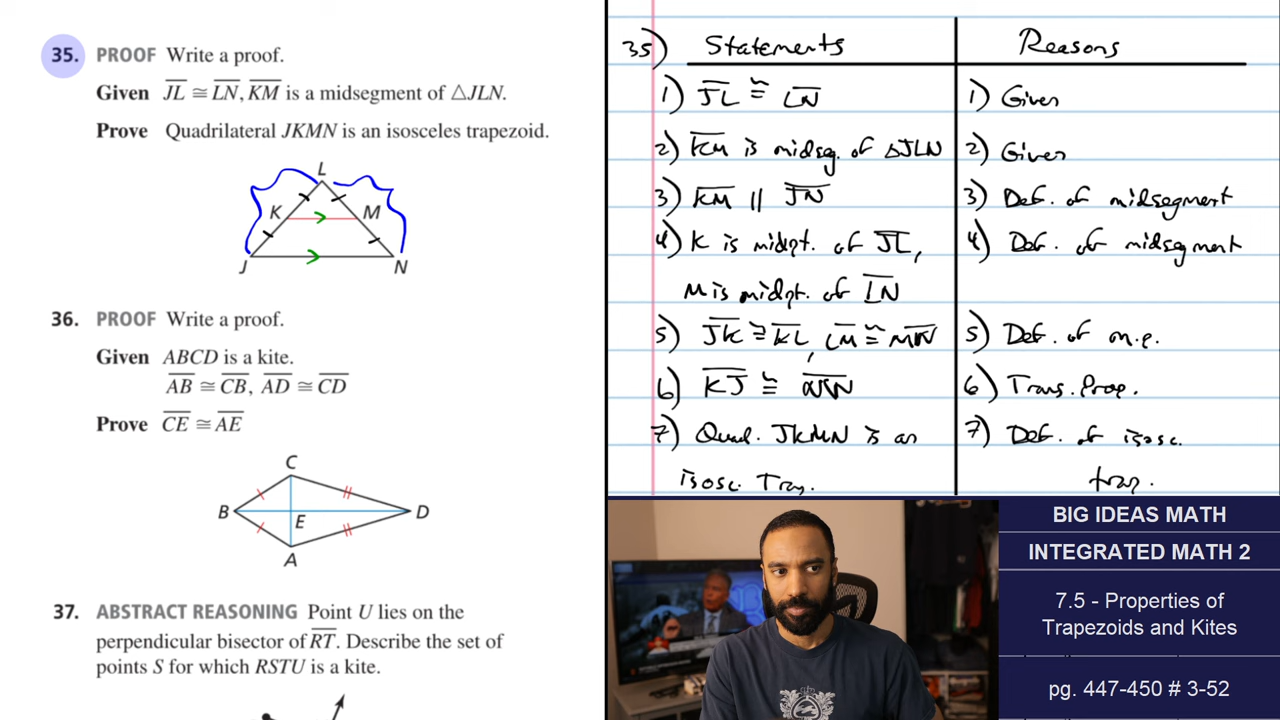 35. PROOF Write a proof.
Given JL ≅ LN, KM is a midsegment of △JLN.
Prove Quadrilateral JKMN is an isosceles trapezoid.
L
K M
J N
36. PROOF Write a proof.
Given ABCD is a kite.
AB ≅ CB, AD ≅ CD
Prove CE ≅ AE
C
B D
E
A
37. ABSTRACT REASONING Point U lies on the
perpendicular bisector of RT. Describe the set of
points S for which RSTU is a kite.
35) Statements Reasons
1) JL ≅ LN 1) Given
2) KM is midseg. of △JLN 2) Given
3) KM || JN 3) Def. of midsegment
4) K is midpt. of JL, 4) Def. of midsegment
M is midpt. of LN
5) JK ≅ KL, LM ≅ MN 5) Def. of m.p.
6) KJ ≅ MN 6) Trans. Prop.
7) Quad. JKMN is an 7) Def. of isosc.
isosc. Trap. trap.
BIG IDEAS MATH
INTEGRATED MATH 2
7.5 - Properties of
Trapezoids and Kites
pg. 447-450 # 3-52